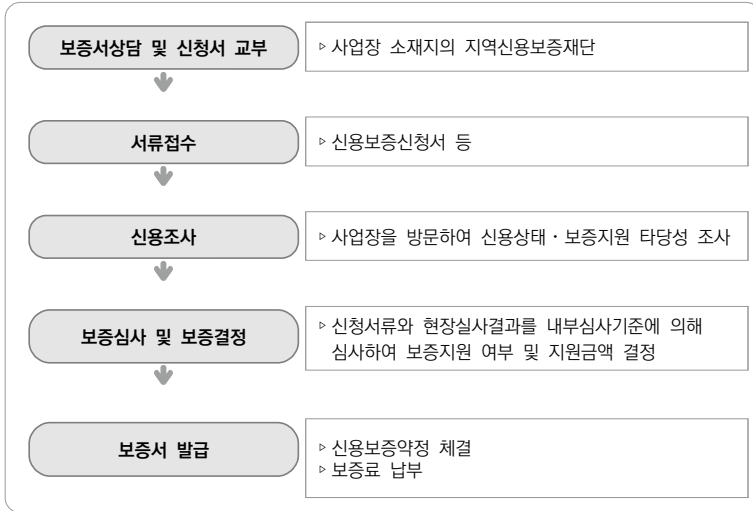 보증서상담 및 신청서 교부
▹사업장 소재지의 지역신용보증재단
서류접수
▹신용보증신청서 등
신용조사
▹사업장을 방문하여 신용상태·보증지원 타당성 조사
보증심사 및 보증결정
▹신청서류와 현장실사결과를 내부심사기준에 의해
심사하여 보증지원 여부 및 지원금액 결정
보증서 발급
▹신용보증약정 체결
▹보증료 납부